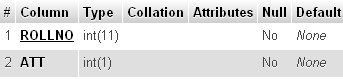 # Column Type Collation Attributes Null Default
1 ROLLNO int(11) No None
2 ATT int(1) No None